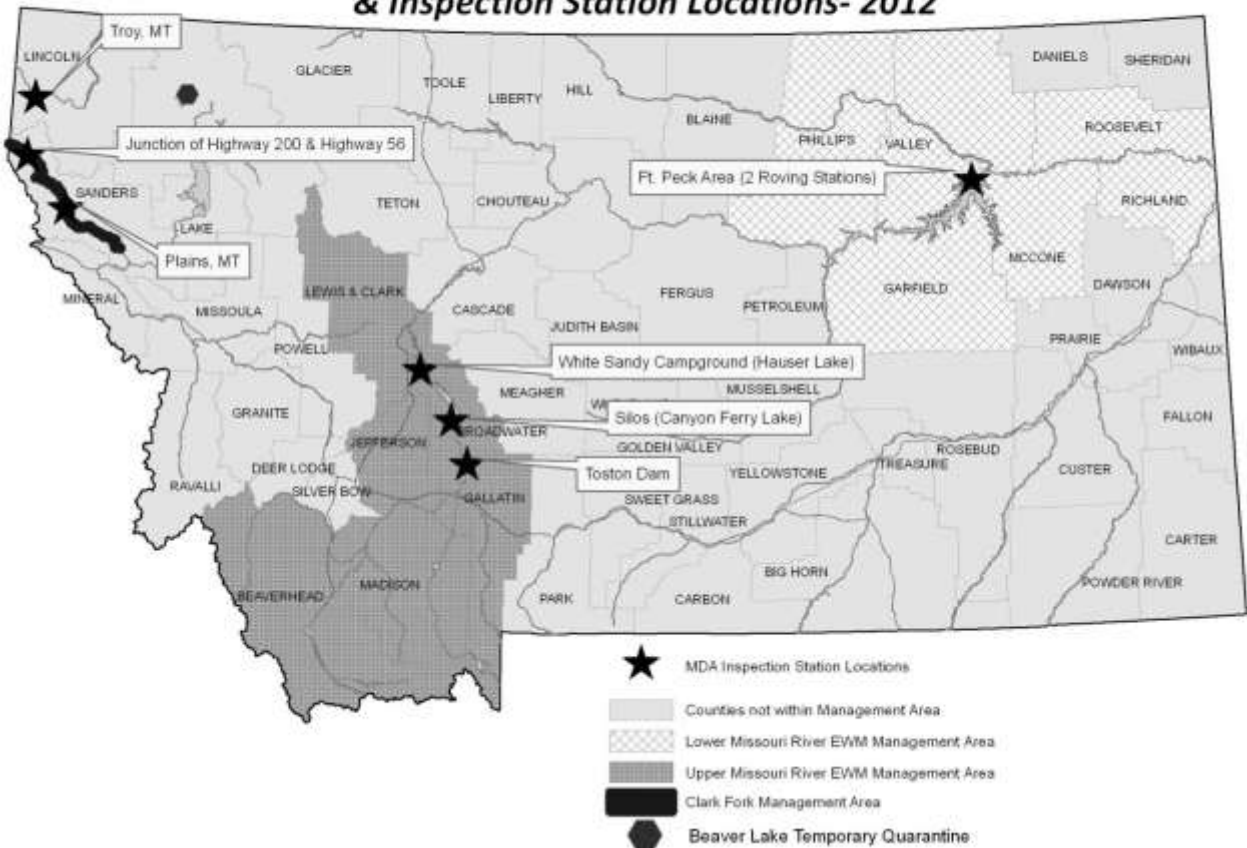 & Inspection Station Locations- 2012
Troy, MT
LINCOLN
GLACIER
TOOLE
LIBERTY
HILL
BLAINE
DANIELS
SHERIDAN
ROOSEVELT
PHILLIPS
VALLEY
Junction of Highway 200 & Highway 56
Ft. Peck Area (2 Roving Stations)
SANDERS
LAKE
TETON
CHOUTEAU
RICHLAND
Plains, MT
MCCONE
MINERAL
MISSOULA
LEWIS & CLARK
CASCADE
FERGUS
PETROLEUM
GARFIELD
DAWSON
JUDITH BASIN
POWELL
PRAIRIE
WIBAUX
White Sandy Campground (Hauser Lake)
MEAGHER
MUSSELSHELL
GRANITE
Silos (Canyon Ferry Lake)
FALLON
JEFFERSON
BROADWATER
GOLDEN VALLEY
ROSEBUD
DEER LODGE
Toston Dam
YELLOWSTONE
TREASURE
CUSTER
RAVALLI
SILVER BOW
GALLATIN
SWEET GRASS
STILLWATER
CARTER
BEAVERHEAD
MADISON
PARK
CARBON
BIG HORN
POWDER RIVER
MDA Inspection Station Locations
Counties not within Management Area
Lower Missouri River EWM Management Area
Upper Missouri River EWM Management Area
Clark Fork Management Area
Beaver Lake Temporary Quarantine